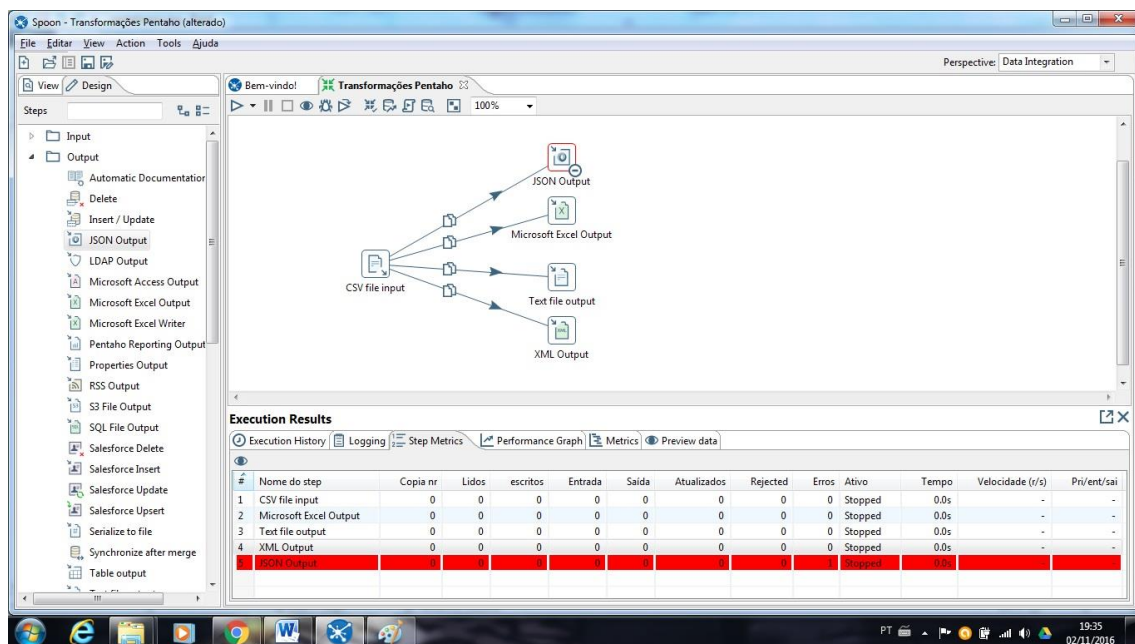 Spoon - Transformações Pentaho (alterado)
File Editar View Action Tools Ajuda
Perspective: Data Integration
View Design
Bem-vindo! Transformações Pentaho
Steps
100%
Input
Output
Automatic Documentation
Delete
Insert / Update
JSON Output
LDAP Output
Microsoft Access Output
Microsoft Excel Output
Microsoft Excel Writer
Pentaho Reporting Output
Properties Output
RSS Output
S3 File Output
SQL File Output
Salesforce Delete
Salesforce Insert
Salesforce Update
Salesforce Upsert
Serialize to file
Synchronize after merge
Table output
JSON Output
Microsoft Excel Output
CSV file input
Text file output
XML Output
Execution Results
Execution History Logging Step Metrics Performance Graph Metrics Preview data
# Nome do step Copia nr Lidos escritos Entrada Saída Atualizados Rejected Erros Ativo Tempo Velocidade (r/s) Pri/ent/sai
1 CSV file input 0 0 0 0 0 0 0 0 Stopped 0.0s - -
2 Microsoft Excel Output 0 0 0 0 0 0 0 0 Stopped 0.0s - -
3 Text file output 0 0 0 0 0 0 0 0 Stopped 0.0s - -
4 XML Output 0 0 0 0 0 0 0 0 Stopped 0.0s - -
5 JSON Output 0 0 0 0 0 0 0 1 Stopped 0.0s - -
PT 19:35
02/11/2016